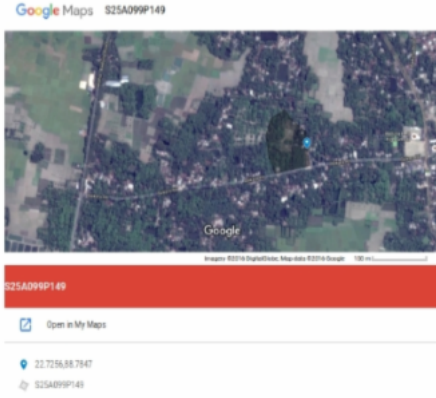 Google Maps S25A099P149
Google
Imagery ©2016 DigitalGlobe, Map data ©2016 Google 100 m
S25A099P149
Open in My Maps
22.7256,88.7847
S25A099P149